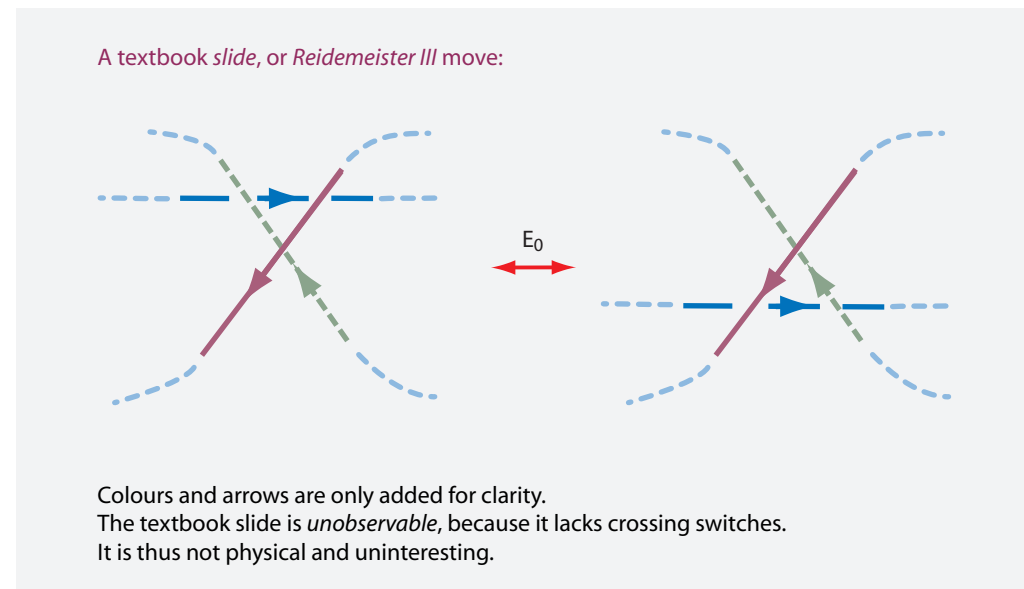 A textbook slide, or Reidemeister III move:
E₀
Colours and arrows are only added for clarity.
The textbook slide is unobservable, because it lacks crossing switches.
It is thus not physical and uninteresting.